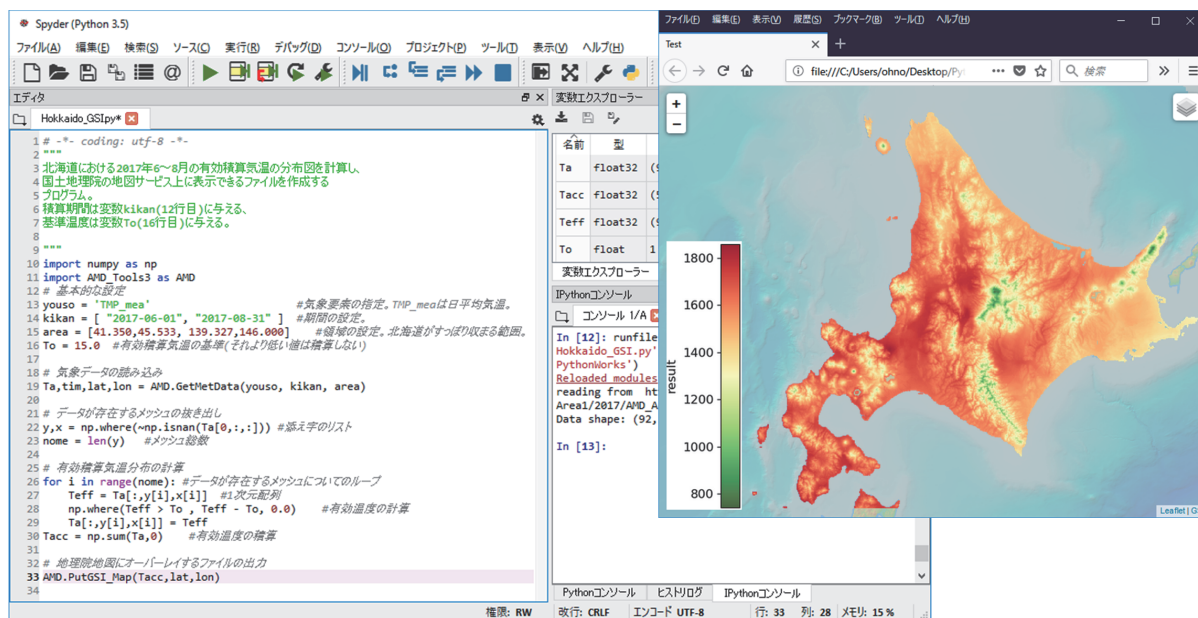 Spyder (Python 3.5)
ファイル(A) 編集(E) 検索(S) ソース(C) 実行(R) デバッグ(D) コンソール(O) プロジェクト(P) ツール(T) 表示(V) ヘルプ(H)
エディタ
Hokkaido_GSI.py*
1 # -*- coding: utf-8 -*-
2 """
3 北海道における2017年6～8月の有効積算気温の分布図を計算し、
4 国土地理院の地図サービス上に表示できるファイルを作成する
5 プログラム。
6 積算期間は変数kikan(12行目)に与える、
7 基準温度は変数To(16行目)に与える。
8
9 """
10 import numpy as np
11 import AMD_Tools3 as AMD
12 # 基本的な設定
13 youso = 'TMP_mea' #気象要素の指定。TMP_meaは日平均気温。
14 kikan = [ "2017-06-01", "2017-08-31" ] #期間の設定。
15 area = [41.350,45.533, 139.327,146.000] #領域の設定。北海道がすっぽり収まる範囲。
16 To = 15.0 #有効積算気温の基準(それより低い値は積算しない)
17
18 # 気象データの読み込み
19 Ta,tim,lat,lon = AMD.GetMetData(youso, kikan, area)
20
21 # データが存在するメッシュの抜き出し
22 y,x = np.where(~np.isnan(Ta[0,:,:])) #添え字のリスト
23 nome = len(y) #メッシュ総数
24
25 # 有効積算気温分布の計算
26 for i in range(nome): #データが存在するメッシュについてのループ
27 Teff = Ta[:,y[i],x[i]] #1次元配列
28 np.where(Teff > To , Teff - To, 0.0) #有効温度の計算
29 Ta[:,y[i],x[i]] = Teff
30 Tacc = np.sum(Ta,0) #有効温度の積算
31
32 # 地理院地図にオーバーレイするファイルの出力
33 AMD.PutGSI_Map(Tacc,lat,lon)
34
変数エクスプローラー
名前 型
Ta float32 (9
Tacc float32 (5
Teff float32 (9
To float 1
変数エクスプローラー
IPythonコンソール
コンソール 1/A
In [12]: runfile
Hokkaido_GSI.py'
PythonWorks')
Reloaded modules
reading from ht
Area1/2017/AMD_A
Data shape: (92,
In [13]:
Pythonコンソール ヒストリログ IPythonコンソール
権限: RW 改行: CRLF エンコード UTF-8 行: 33 列: 28 メモリ: 15 %
ファイル(F) 編集(E) 表示(V) 履歴(S) ブックマーク(B) ツール(T) ヘルプ(H)
Test
file:///C:/Users/ohno/Desktop/Py
検索
+
−
1800
1600
1400
1200
1000
800
result
Leaflet | G